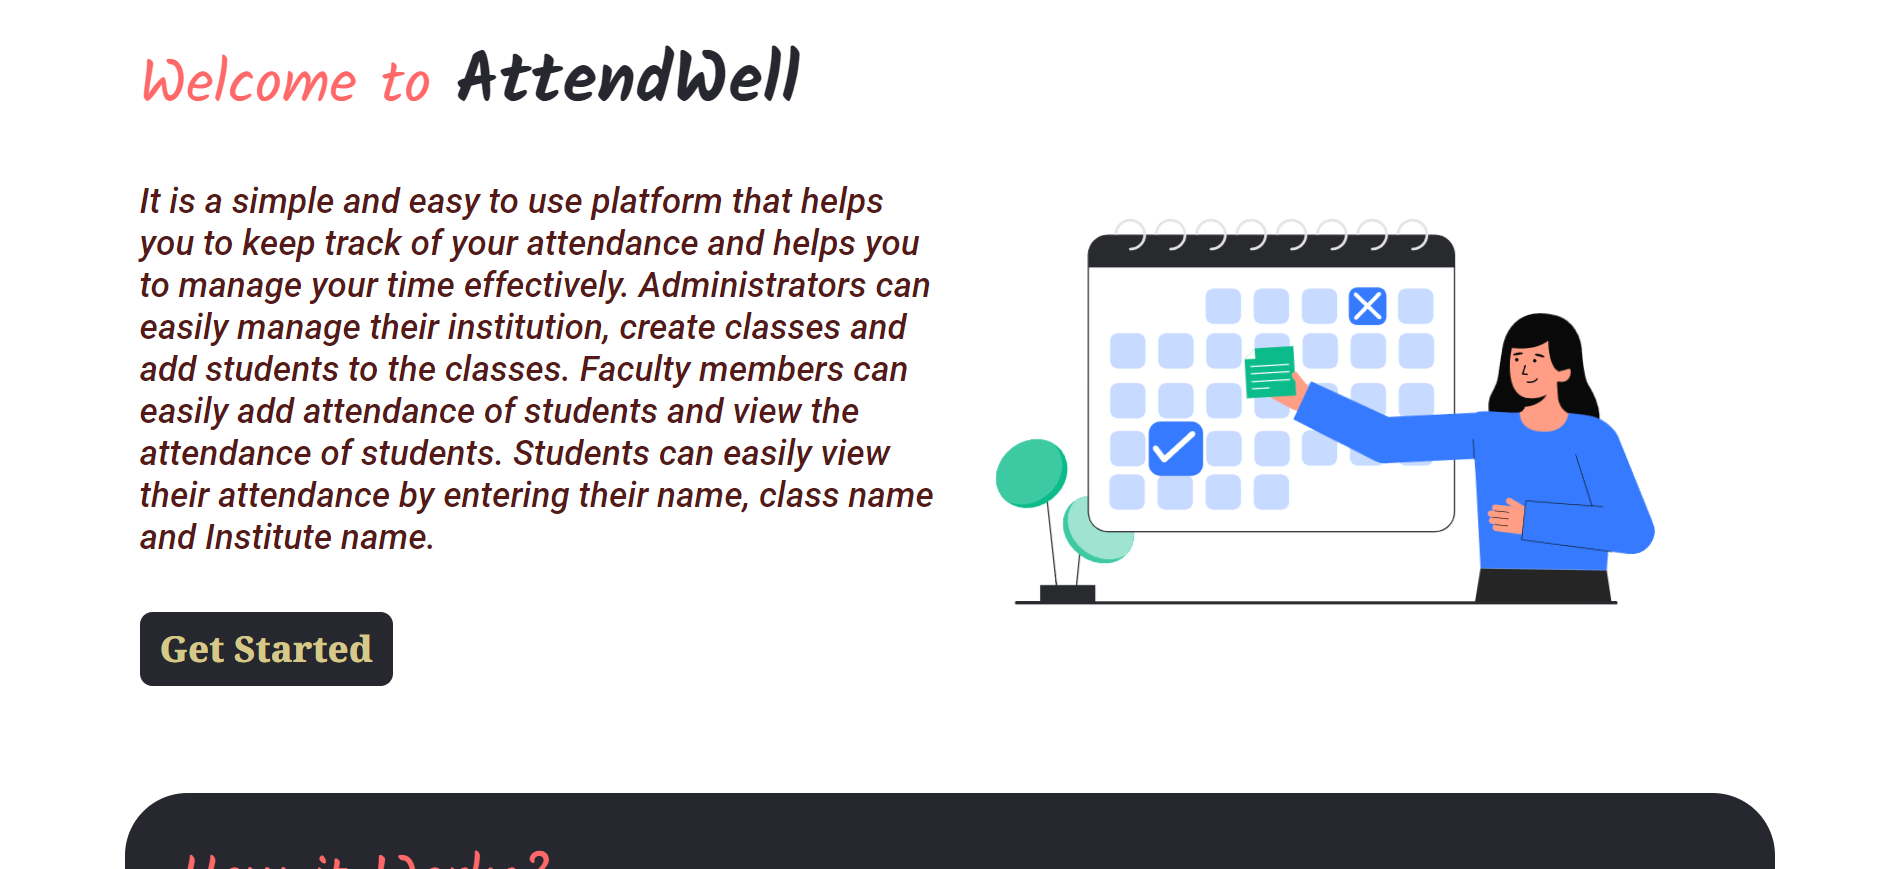 Welcome to AttendWell
It is a simple and easy to use platform that helps
you to keep track of your attendance and helps you
to manage your time effectively. Administrators can
easily manage their institution, create classes and
add students to the classes. Faculty members can
easily add attendance of students and view the
attendance of students. Students can easily view
their attendance by entering their name, class name
and Institute name.
Get Started
How it Works?